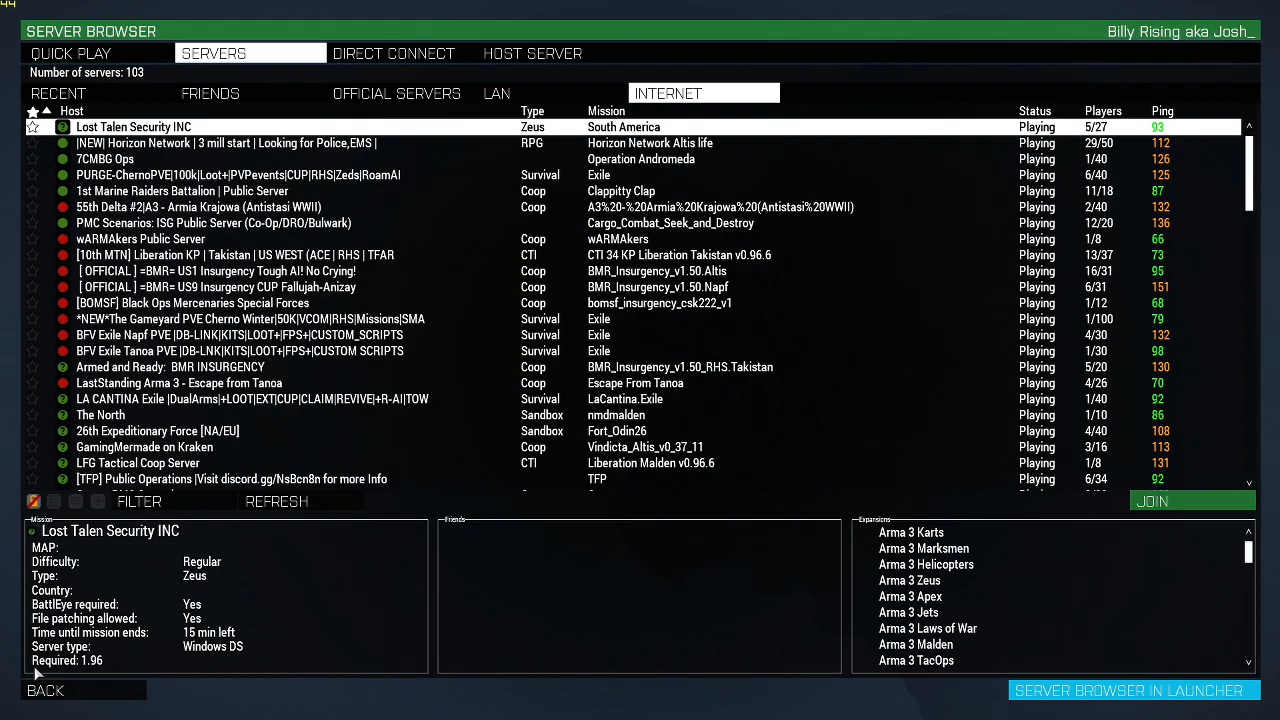 44
SERVER BROWSER Billy Rising aka Josh_
QUICK PLAY SERVERS DIRECT CONNECT HOST SERVER
Number of servers: 103
RECENT FRIENDS OFFICIAL SERVERS LAN INTERNET
Host Type Mission Status Players Ping
Lost Talen Security INC Zeus South America Playing 5/27 93
|NEW| Horizon Network | 3 mill start | Looking for Police,EMS | RPG Horizon Network Altis life Playing 29/50 112
7CMBG Ops Operation Andromeda Playing 1/40 126
PURGE-ChernoPVE|100k|Loot+|PVPevents|CUP|RHS|Zeds|RoamAI Survival Exile Playing 6/40 125
1st Marine Raiders Battalion | Public Server Coop Clappitty Clap Playing 11/18 87
55th Delta #2|A3 - Armia Krajowa (Antistasi WWII) Coop A3%20-%20Armia%20Krajowa%20(Antistasi%20WWII) Playing 2/40 132
PMC Scenarios: ISG Public Server (Co-Op/DRO/Bulwark) Cargo_Combat_Seek_and_Destroy Playing 12/20 136
wARMAkers Public Server Coop wARMAkers Playing 1/8 66
[10th MTN] Liberation KP | Takistan | US WEST (ACE | RHS | TFAR CTI CTI 34 KP Liberation Takistan v0.96.6 Playing 13/37 73
[ OFFICIAL ] =BMR= US1 Insurgency Tough AI! No Crying! Coop BMR_Insurgency_v1.50.Altis Playing 16/31 95
[ OFFICIAL ] =BMR= US9 Insurgency CUP Fallujah-Anizay Coop BMR_Insurgency_v1.50.Napf Playing 6/31 151
[BOMSF] Black Ops Mercenaries Special Forces Coop bomsf_insurgency_csk222_v1 Playing 1/12 68
*NEW*The Gameyard PVE Cherno Winter|50K|VCOM|RHS|Missions|SMA Survival Exile Playing 1/100 79
BFV Exile Napf PVE |DB-LINK|KITS|LOOT+|FPS+|CUSTOM_SCRIPTS Survival Exile Playing 4/30 132
BFV Exile Tanoa PVE |DB-LNK|KITS|LOOT+|FPS+|CUSTOM SCRIPTS Survival Exile Playing 1/30 98
Armed and Ready: BMR INSURGENCY Coop BMR_Insurgency_v1.50_RHS.Takistan Playing 5/20 130
LastStanding Arma 3 - Escape from Tanoa Coop Escape From Tanoa Playing 4/26 70
LA CANTINA Exile |DualArms|+LOOT|EXT|CUP|CLAIM|REVIVE|+R-AI|TOW Survival LaCantina.Exile Playing 1/40 92
The North Sandbox nmdmalden Playing 1/10 86
26th Expeditionary Force [NA/EU] Sandbox Fort_Odin26 Playing 4/40 108
GamingMermade on Kraken Coop Vindicta_Altis_v0_37_11 Playing 3/16 113
LFG Tactical Coop Server CTI Liberation Malden v0.96.6 Playing 1/8 131
[TFP] Public Operations |Visit discord.gg/NsBcn8n for more Info TFP Playing 6/34 92
FILTER REFRESH JOIN
Mission Friends Expansions
Lost Talen Security INC
MAP:
Difficulty: Regular
Type: Zeus
Country:
BattlEye required: Yes
File patching allowed: Yes
Time until mission ends: 15 min left
Server type: Windows DS
Required: 1.96
Arma 3 Karts
Arma 3 Marksmen
Arma 3 Helicopters
Arma 3 Zeus
Arma 3 Apex
Arma 3 Jets
Arma 3 Laws of War
Arma 3 Malden
Arma 3 TacOps
BACK SERVER BROWSER IN LAUNCHER